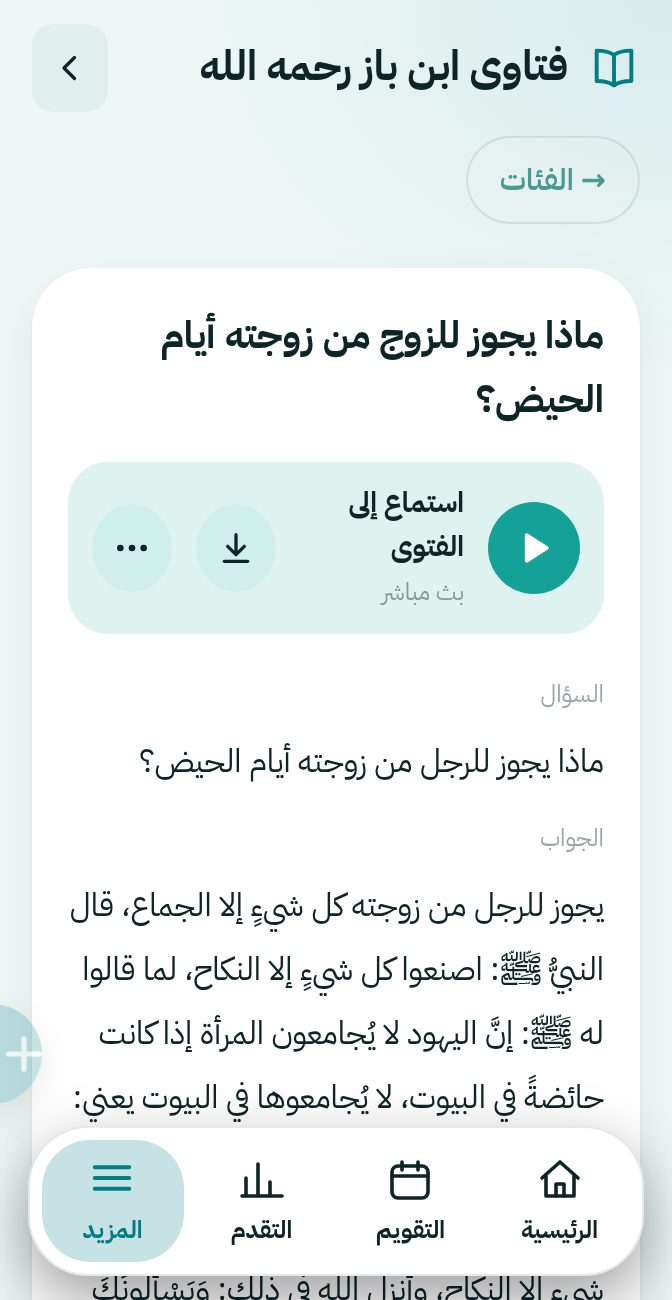 فتاوى ابن باز رحمه الله
→ الفئات
ماذا يجوز للزوج من زوجته أيام
الحيض؟
استماع إلى
الفتوى
بث مباشر
السؤال
ماذا يجوز للرجل من زوجته أيام الحيض؟
الجواب
يجوز للرجل من زوجته كل شيءٍ إلا الجماع، قال
النبيُّ ﷺ: اصنعوا كل شيءٍ إلا النكاح، لما قالوا
له ﷺ: إنَّ اليهود لا يُجامعون المرأة إذا كانت
حائضةً في البيوت، لا يُجامعوها في البيوت يعني:
الرئيسية
التقويم
التقدم
المزيد
شيءٍ إلا النكاح، وأنزل الله في ذلك: وَيَسْأَلونَكَ